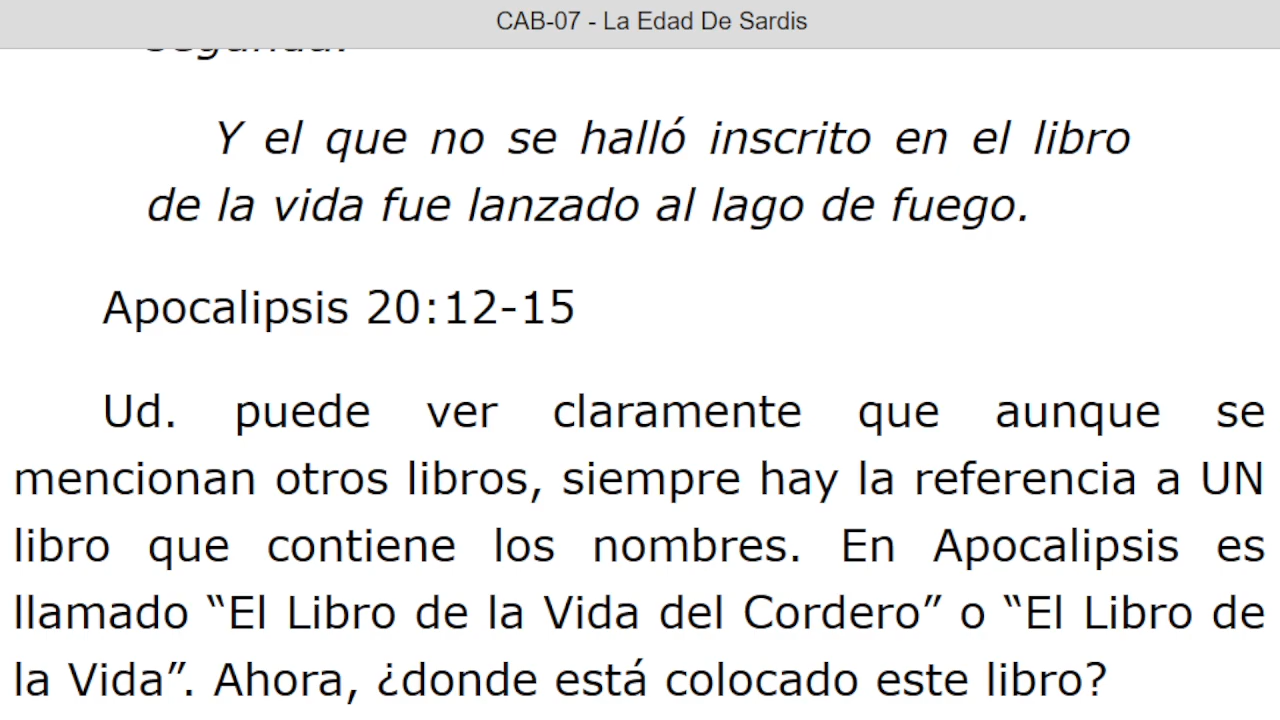 CAB-07 - La Edad De Sardis
segunda.
Y el que no se halló inscrito en el libro
de la vida fue lanzado al lago de fuego.
Apocalipsis 20:12-15
Ud. puede ver claramente que aunque se
mencionan otros libros, siempre hay la referencia a UN
libro que contiene los nombres. En Apocalipsis es
llamado “El Libro de la Vida del Cordero” o “El Libro de
la Vida”. Ahora, ¿donde está colocado este libro?